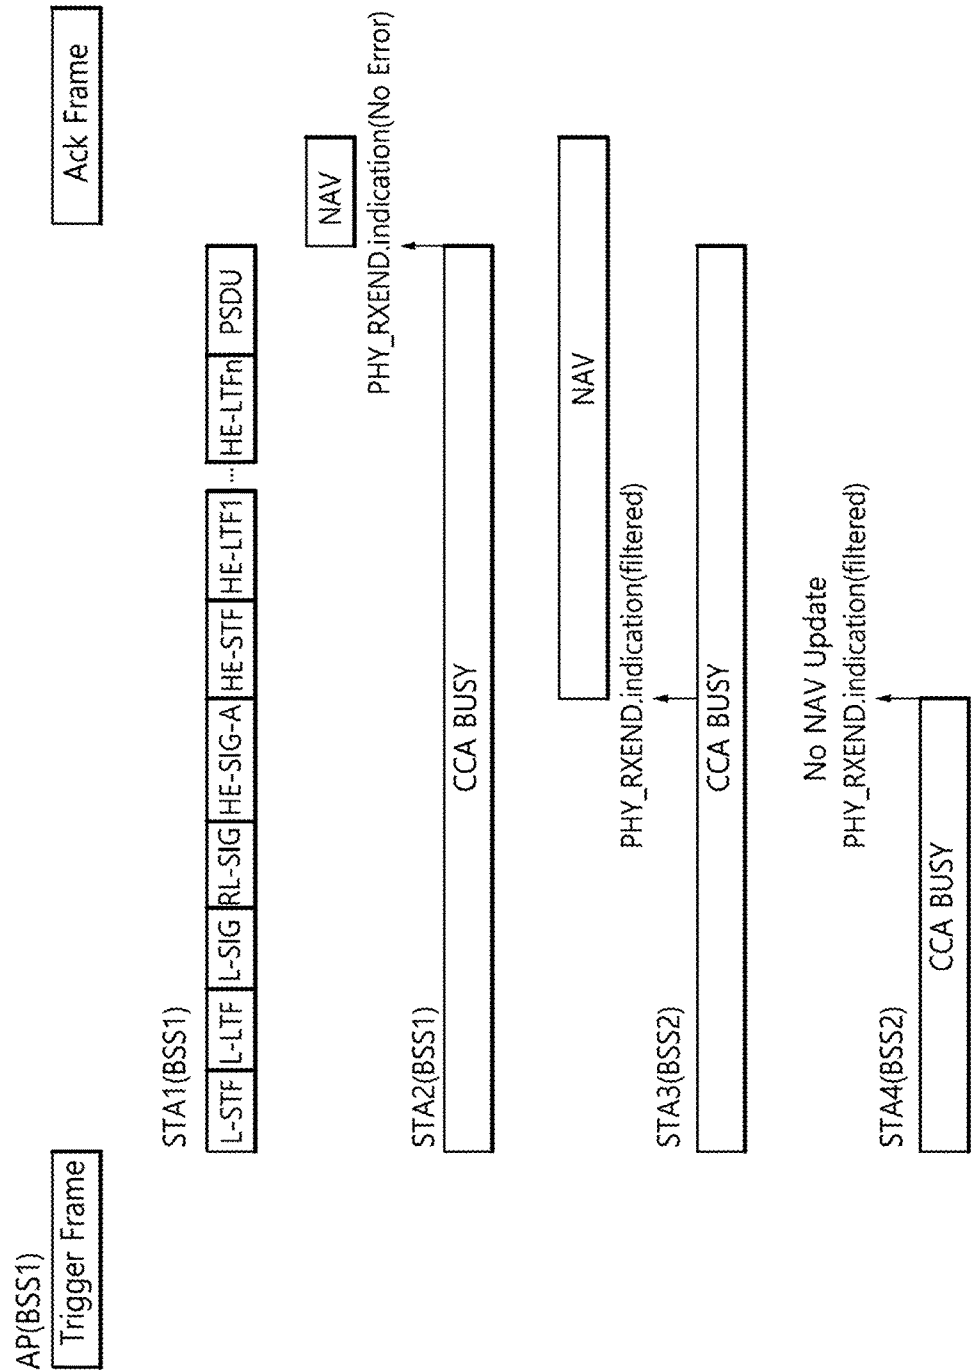 AP(BSS1)
Trigger Frame
Ack Frame
STA1(BSS1)
L-STF
L-LTF
L-SIG
RL-SIG
HE-SIG-A
HE-STF
HE-LTF1
...
HE-LTFn
PSDU
NAV
PHY_RXEND.indication(No Error)
STA2(BSS1)
CCA BUSY
NAV
PHY_RXEND.indication(filtered)
STA3(BSS2)
CCA BUSY
No NAV Update
PHY_RXEND.indication(filtered)
STA4(BSS2)
CCA BUSY